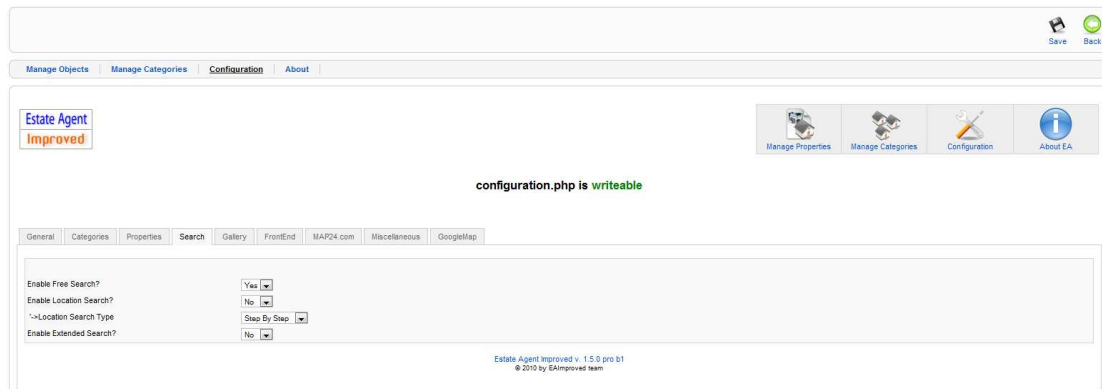 Save Back
Manage Objects Manage Categories Configuration About
Estate Agent
Improved
Manage Properties Manage Categories Configuration About EA
configuration.php is writeable
General Categories Properties Search Gallery FrontEnd MAP24.com Miscellaneous GoogleMap
Enable Free Search? Yes
Enable Location Search? No
'->Location Search Type Step By Step
Enable Extended Search? No
Estate Agent Improved v. 1.5.0 pro b1
© 2010 by EAImproved team